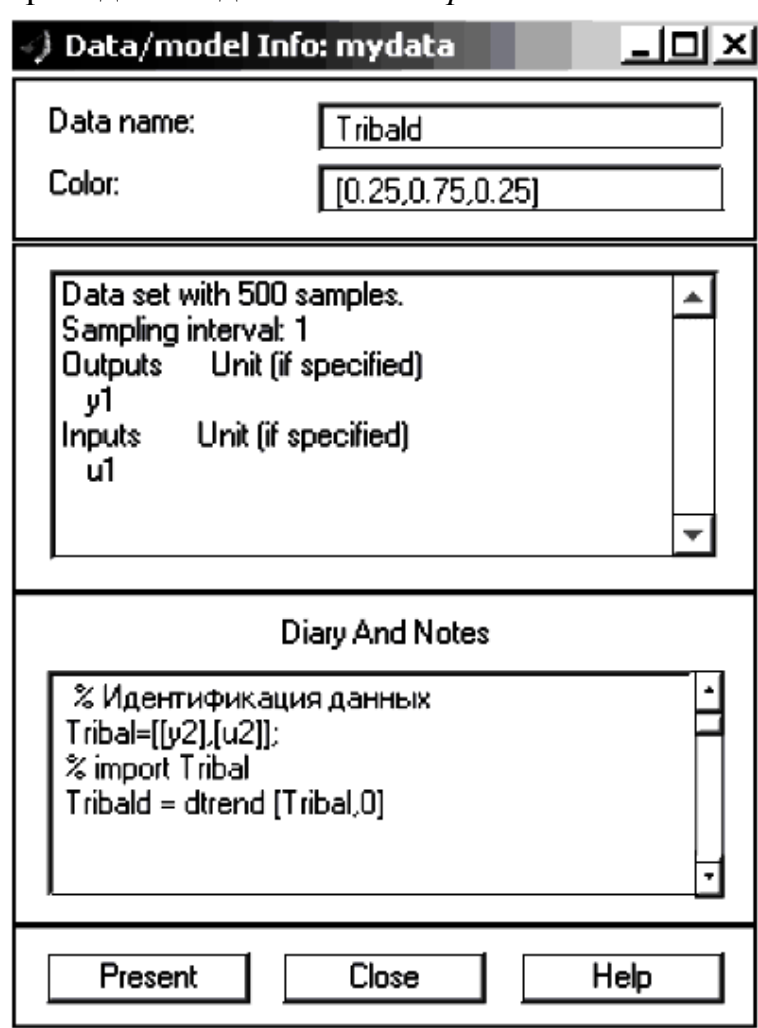 Data/model Info: mydata
Data name:
Tribald
Color:
[0.25,0.75,0.25]
Data set with 500 samples.
Sampling interval: 1
Outputs Unit (if specified)
y1
Inputs Unit (if specified)
u1
Diary And Notes
% Идентификация данных
Tribal=[[y2],[u2]];
% import Tribal
Tribald = dtrend [Tribal,0]
Present Close Help